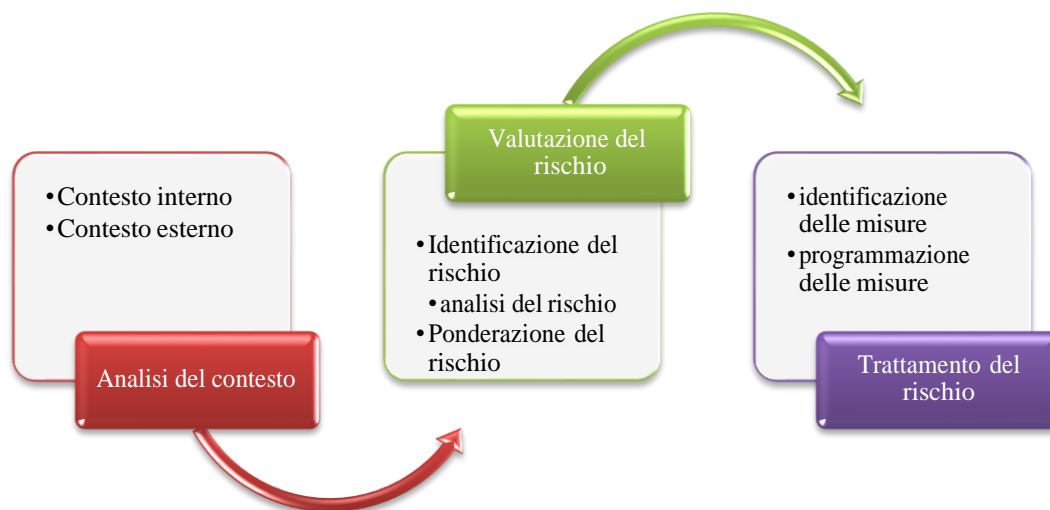 • Contesto interno
• Contesto esterno
Analisi del contesto
Valutazione del
rischio
• Identificazione del
rischio
• analisi del rischio
• Ponderazione del
rischio
• identificazione
delle misure
• programmazione
delle misure
Trattamento del
rischio